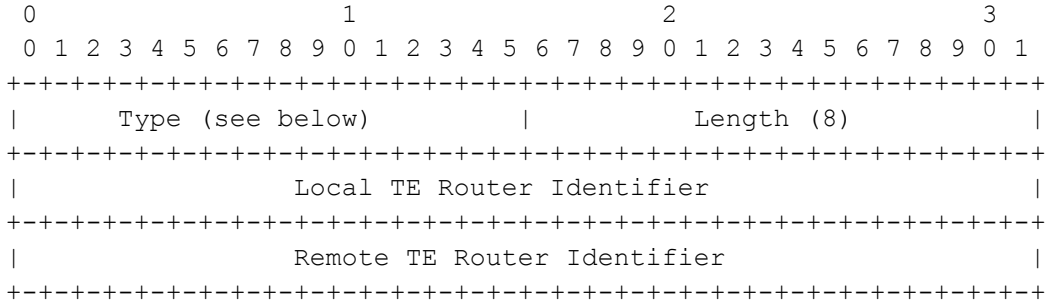 0                   1                   2                   3
 0 1 2 3 4 5 6 7 8 9 0 1 2 3 4 5 6 7 8 9 0 1 2 3 4 5 6 7 8 9 0 1
+-+-+-+-+-+-+-+-+-+-+-+-+-+-+-+-+-+-+-+-+-+-+-+-+-+-+-+-+-+-+-+-+
|      Type (see below)         |          Length (8)           |
+-+-+-+-+-+-+-+-+-+-+-+-+-+-+-+-+-+-+-+-+-+-+-+-+-+-+-+-+-+-+-+-+
|                 Local TE Router Identifier                    |
+-+-+-+-+-+-+-+-+-+-+-+-+-+-+-+-+-+-+-+-+-+-+-+-+-+-+-+-+-+-+-+-+
|                 Remote TE Router Identifier                   |
+-+-+-+-+-+-+-+-+-+-+-+-+-+-+-+-+-+-+-+-+-+-+-+-+-+-+-+-+-+-+-+-+